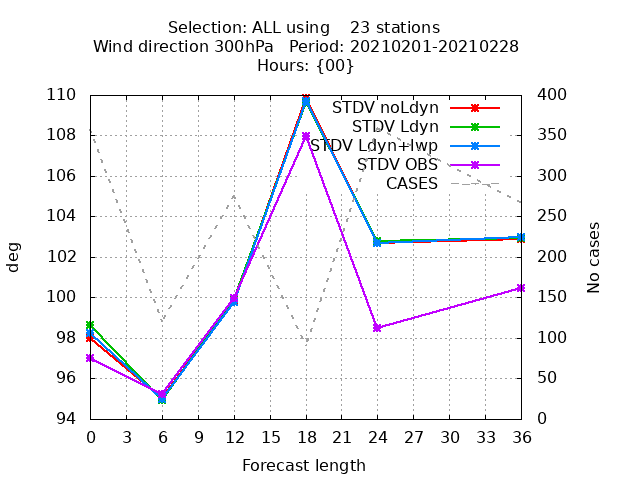 Selection: ALL using 23 stations
Wind direction 300hPa Period: 20210201-20210228
Hours: {00}
110 400
STDV noLdyn
STDV Ldyn
108 350
STDV Ldyn+lwp
STDV OBS
106 300
CASES
104 250
102 200
deg
No cases
100 150
98 100
96 50
94 0
0 3 6 9 12 15 18 21 24 27 30 33 36
Forecast length